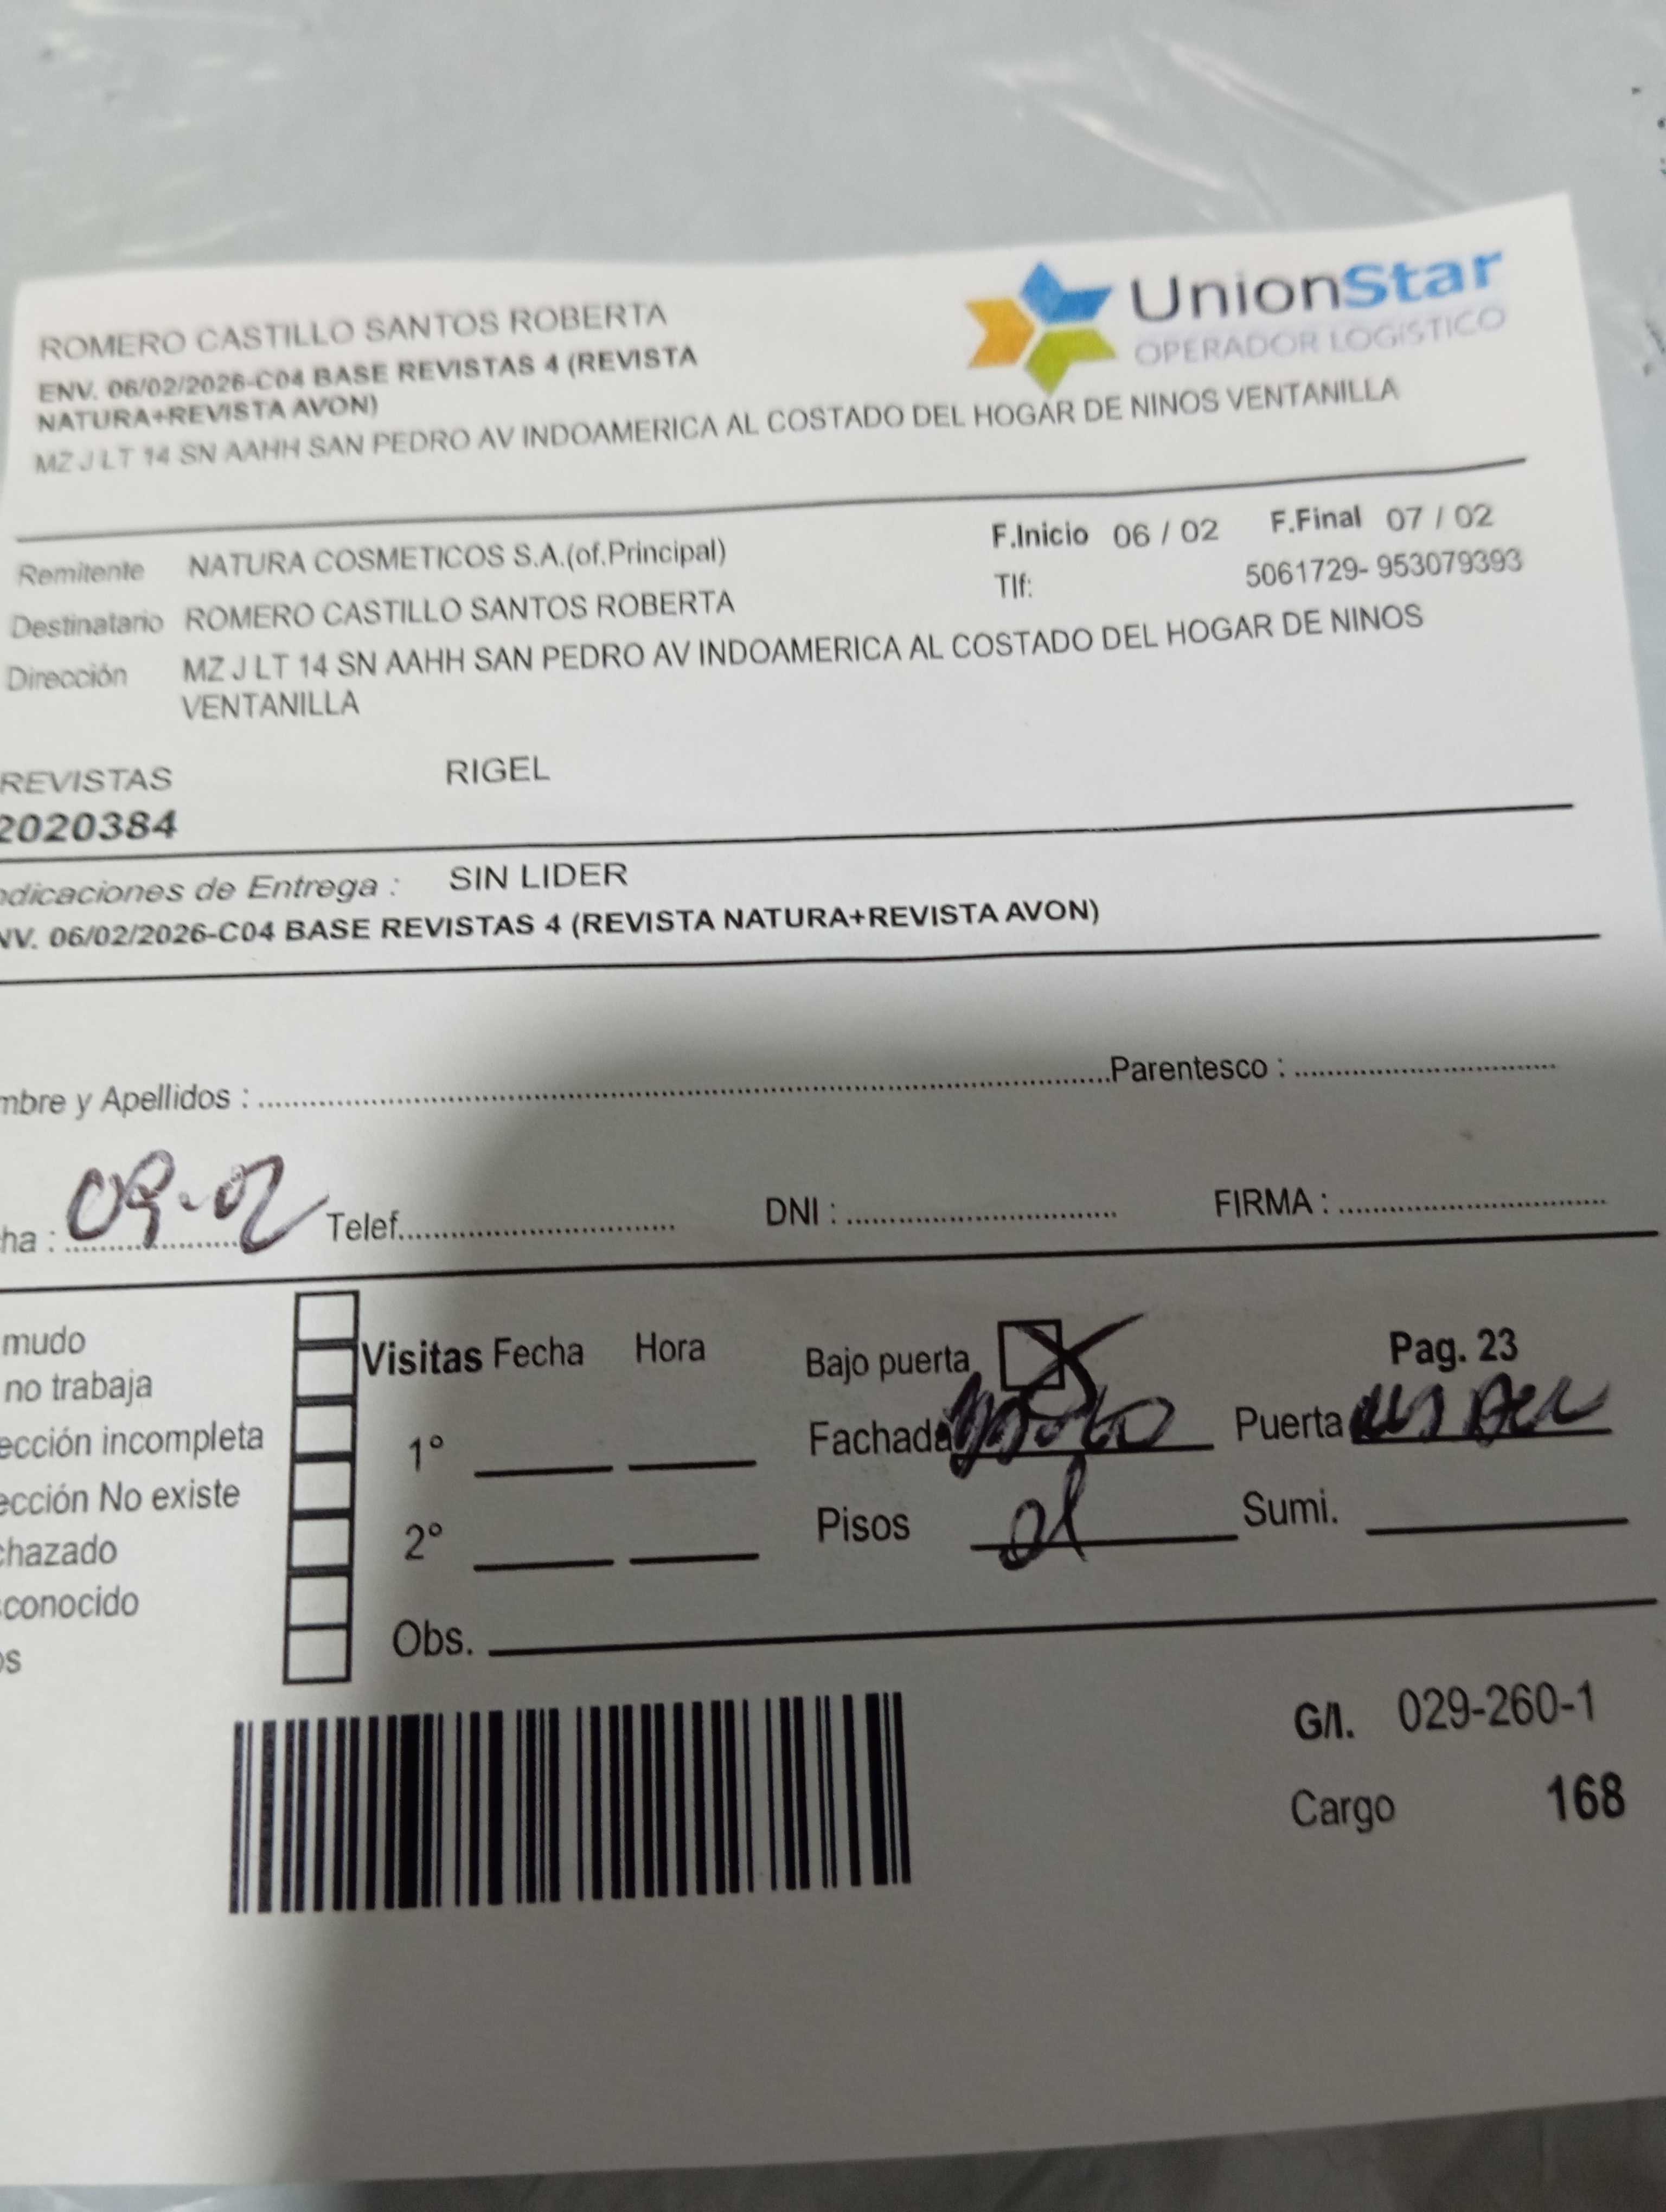 ROMERO CASTILLO SANTOS ROBERTA
ENV. 06/02/2026-C04 BASE REVISTAS 4 (REVISTA
NATURA+REVISTA AVON)
MZ J LT 14 SN AAHH SAN PEDRO AV INDOAMERICA AL COSTADO DEL HOGAR DE NINOS VENTANILLA
UnionStar
OPERADOR LOGISTICO
Remitente NATURA COSMETICOS S.A.(of.Principal) F.Inicio 06 / 02 F.Final 07 / 02
Destinatario ROMERO CASTILLO SANTOS ROBERTA Tlf: 5061729- 953079393
Dirección MZ J LT 14 SN AAHH SAN PEDRO AV INDOAMERICA AL COSTADO DEL HOGAR DE NINOS
VENTANILLA
REVISTAS RIGEL
2020384
ndicaciones de Entrega : SIN LIDER
NV. 06/02/2026-C04 BASE REVISTAS 4 (REVISTA NATURA+REVISTA AVON)
mbre y Apellidos : Parentesco :
ha : 09-02 Telef. DNI : FIRMA :
mudo
no trabaja
ección incompleta
ección No existe
chazado
conocido
os
Visitas Fecha Hora
1°
2°
Obs.
Bajo puerta X Pag. 23
Fachada Puerta
Pisos 01 Sumi.
G/I. 029-260-1
Cargo 168